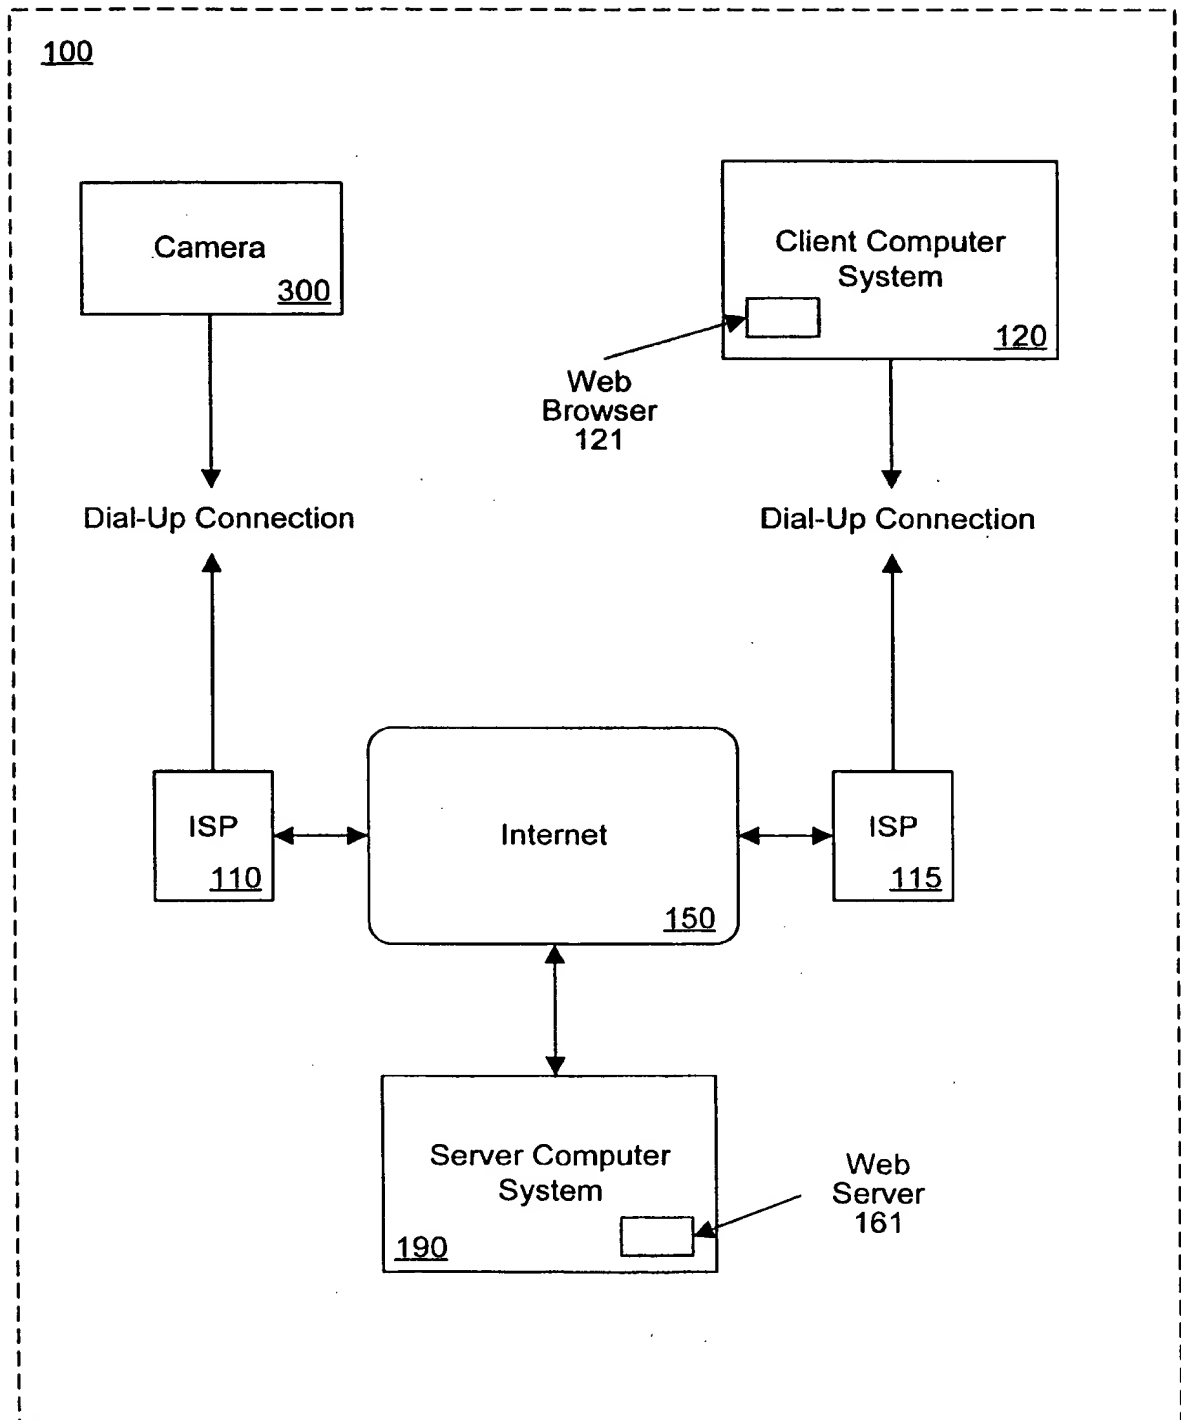 100
Camera
300
Client Computer
System
120
Web
Browser
121
Dial-Up Connection
Dial-Up Connection
ISP
110
Internet
150
ISP
115
Server Computer
System
190
Web
Server
161